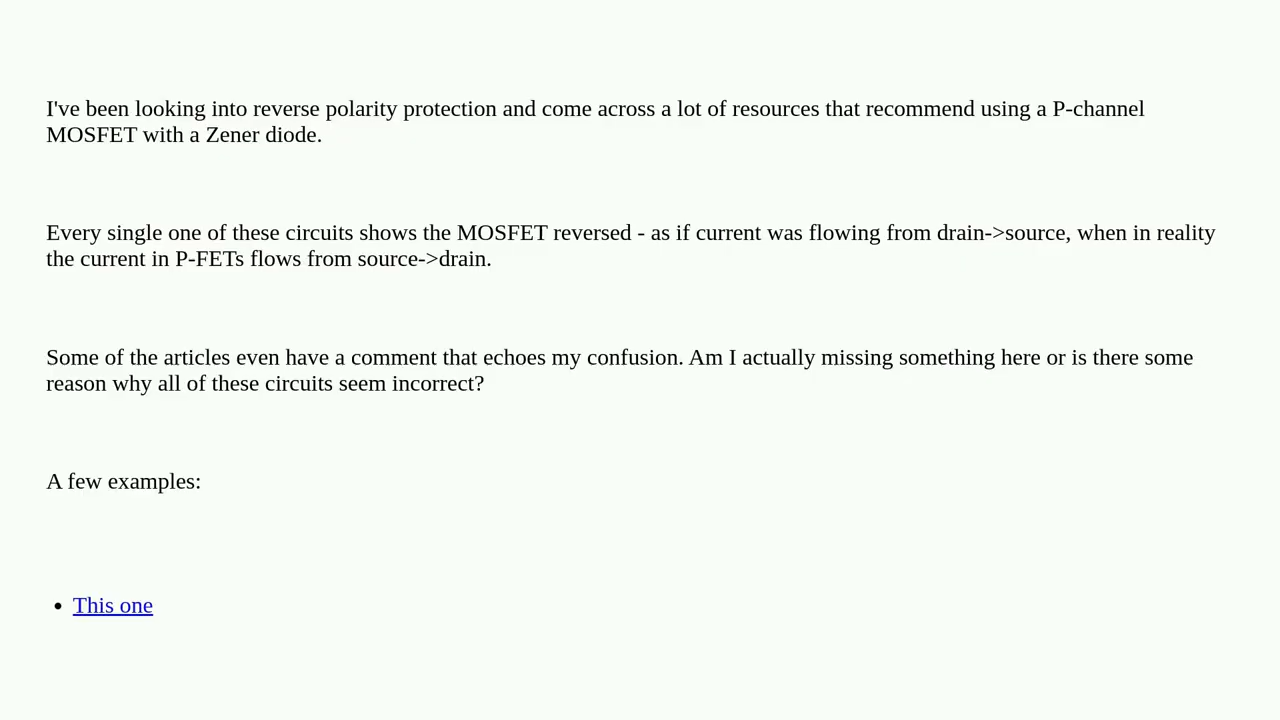 I've been looking into reverse polarity protection and come across a lot of resources that recommend using a P-channel
MOSFET with a Zener diode.
Every single one of these circuits shows the MOSFET reversed - as if current was flowing from drain->source, when in reality
the current in P-FETs flows from source->drain.
Some of the articles even have a comment that echoes my confusion. Am I actually missing something here or is there some
reason why all of these circuits seem incorrect?
A few examples:
• This one